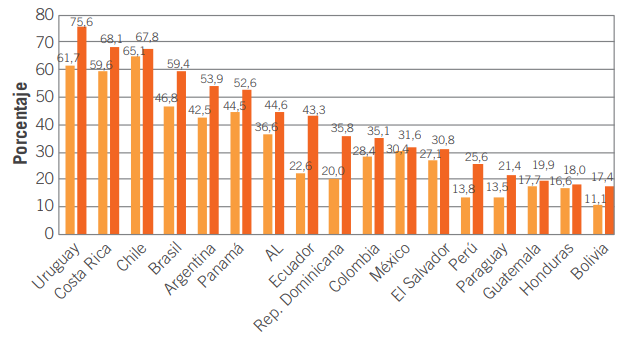 Porcentaje
80
70
60
50
40
30
20
10
0
61,7
75,6
59,6
68,1
65,1
67,8
46,8
59,4
42,5
53,9
44,5
52,6
36,6
44,6
22,6
43,3
20,0
35,8
28,4
35,1
30,4
31,6
27,1
30,8
13,8
25,6
13,5
21,4
17,7
19,9
16,6
18,0
11,1
17,4
Uruguay
Costa Rica
Chile
Brasil
Argentina
Panamá
AL
Ecuador
Rep. Dominicana
Colombia
México
El Salvador
Perú
Paraguay
Guatemala
Honduras
Bolivia